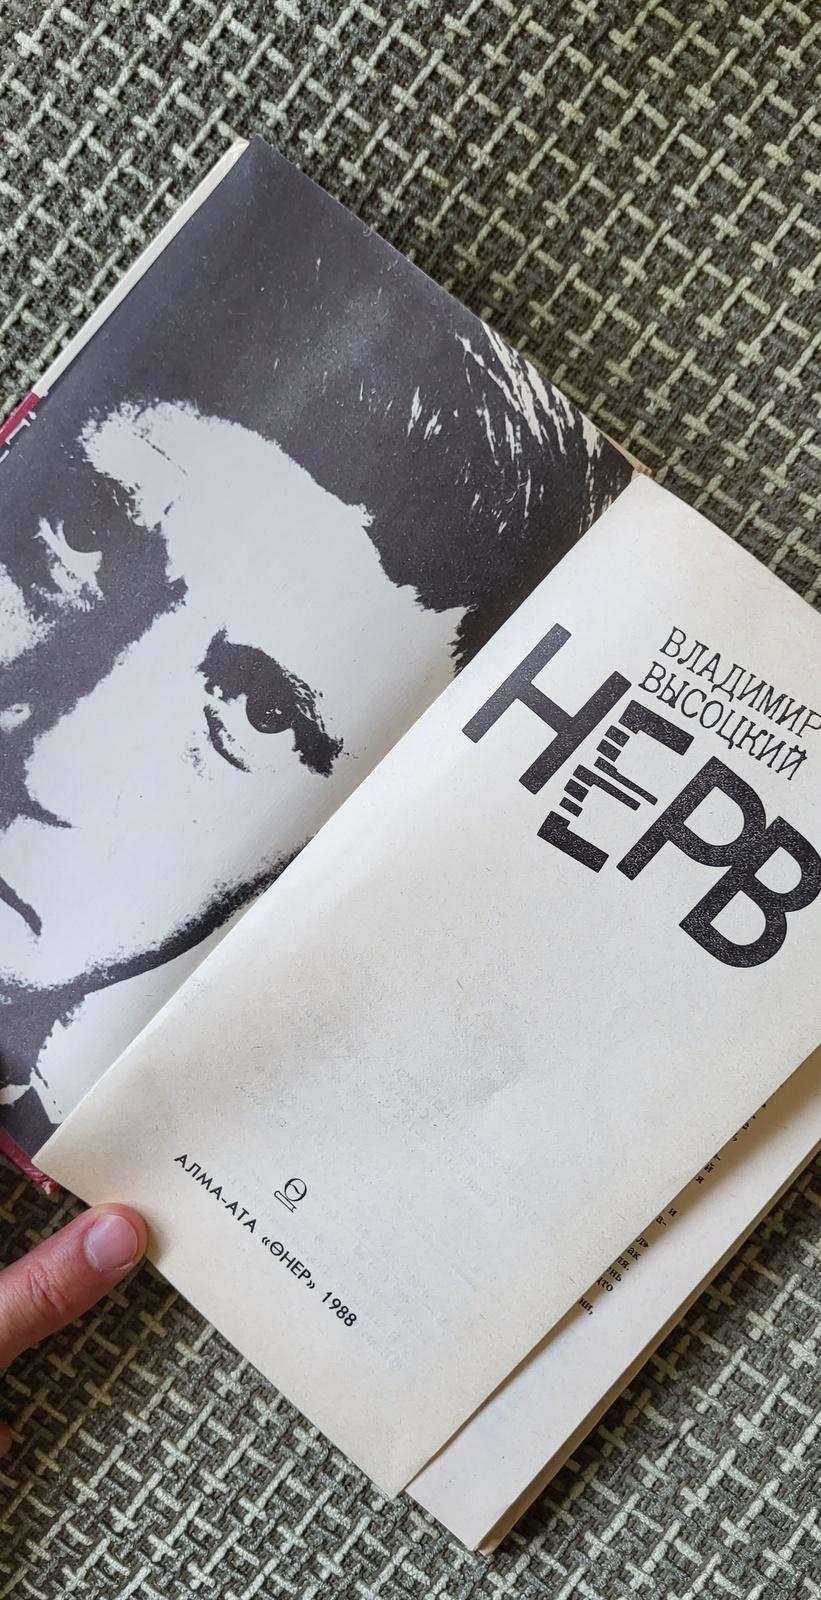 ВЛАДИМИР
ВЫСОЦКИЙ
НЕРВ
АЛМА-АТА «ӨНЕР» 1988